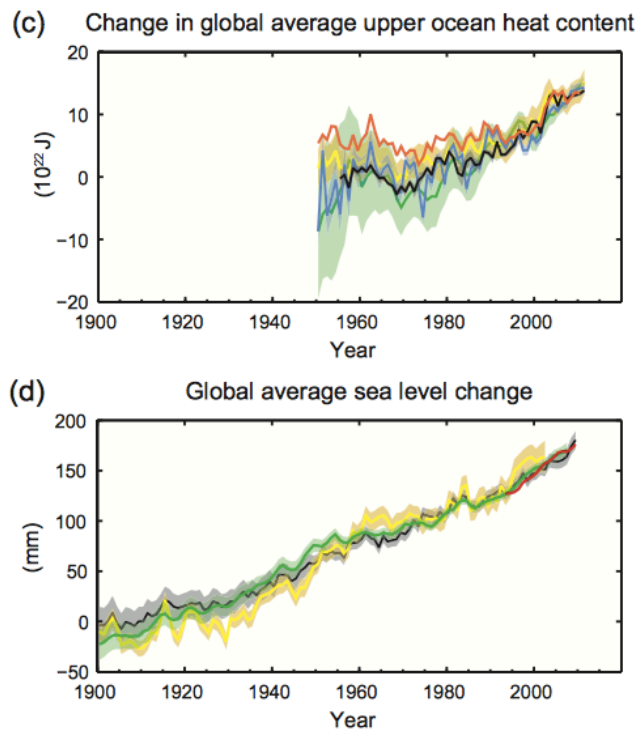 (c) Change in global average upper ocean heat content
20
10
0
−10
−20
(10²² J)
1900 1920 1940 1960 1980 2000
Year
(d) Global average sea level change
200
150
100
50
0
−50
(mm)
1900 1920 1940 1960 1980 2000
Year